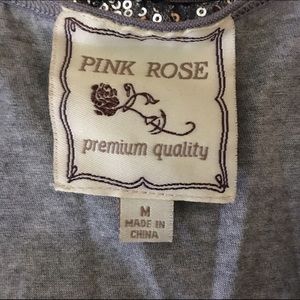 PINK ROSE
premium quality
M
MADE IN
CHINA